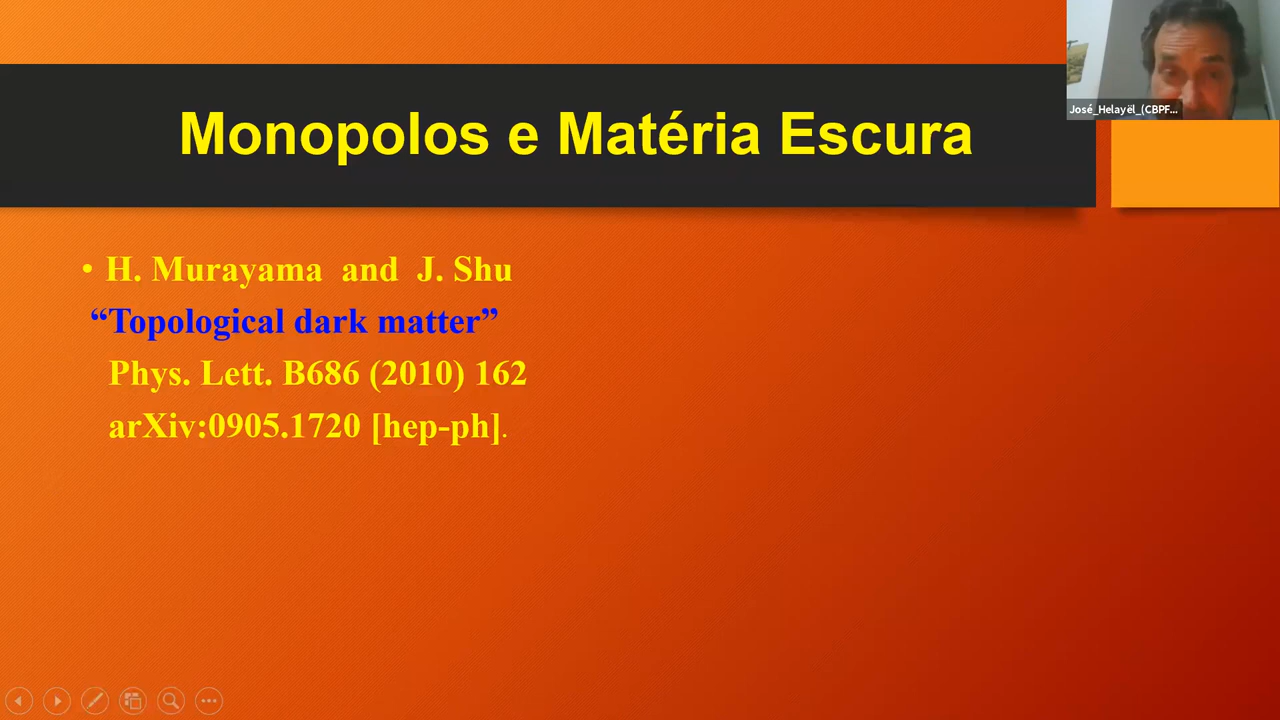 Monopolos e Matéria Escura
José_Helayël_(CBPF...
• H. Murayama and J. Shu
“Topological dark matter”
Phys. Lett. B686 (2010) 162
arXiv:0905.1720 [hep-ph].